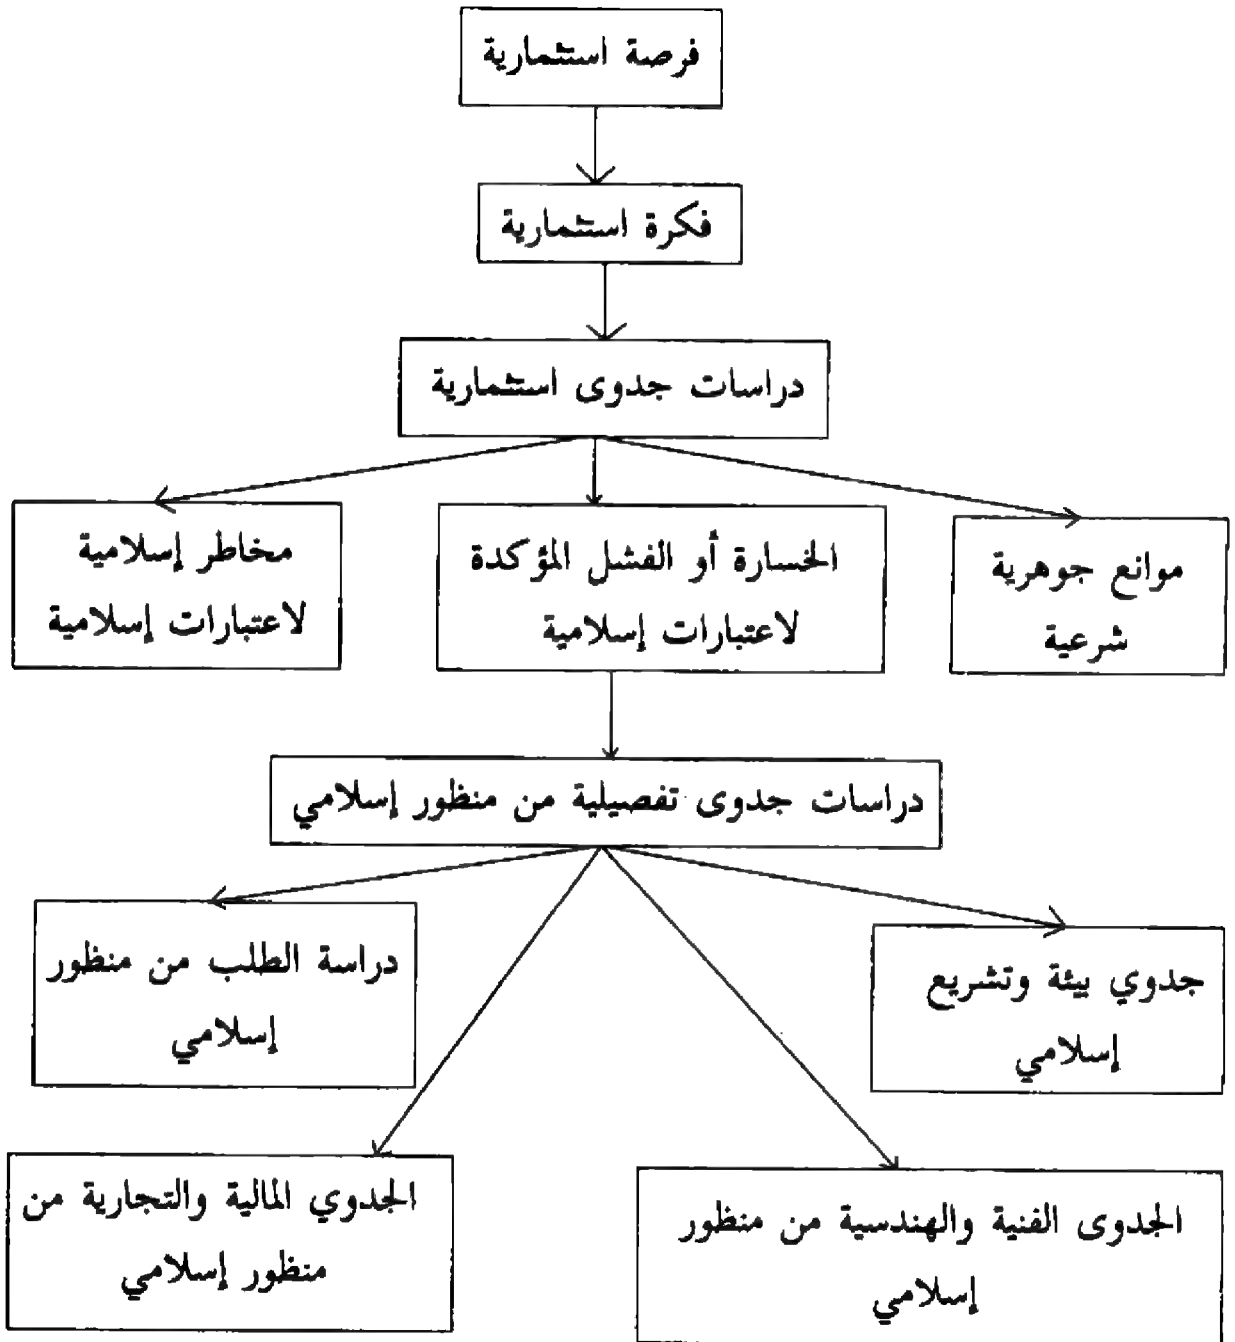 فرصة استثمارية
فكرة استثمارية
دراسات جدوى استثمارية
موانع جوهرية
شرعية
الخسارة أو الفشل المؤكدة
لاعتبارات إسلامية
مخاطر إسلامية
لاعتبارات إسلامية
دراسات جدوى تفصيلية من منظور إسلامي
جدوي بيئة وتشريع
إسلامي
دراسة الطلب من منظور
إسلامي
الجدوى الفنية والهندسية من منظور
إسلامي
الجدوي المالية والتجارية من
منظور إسلامي